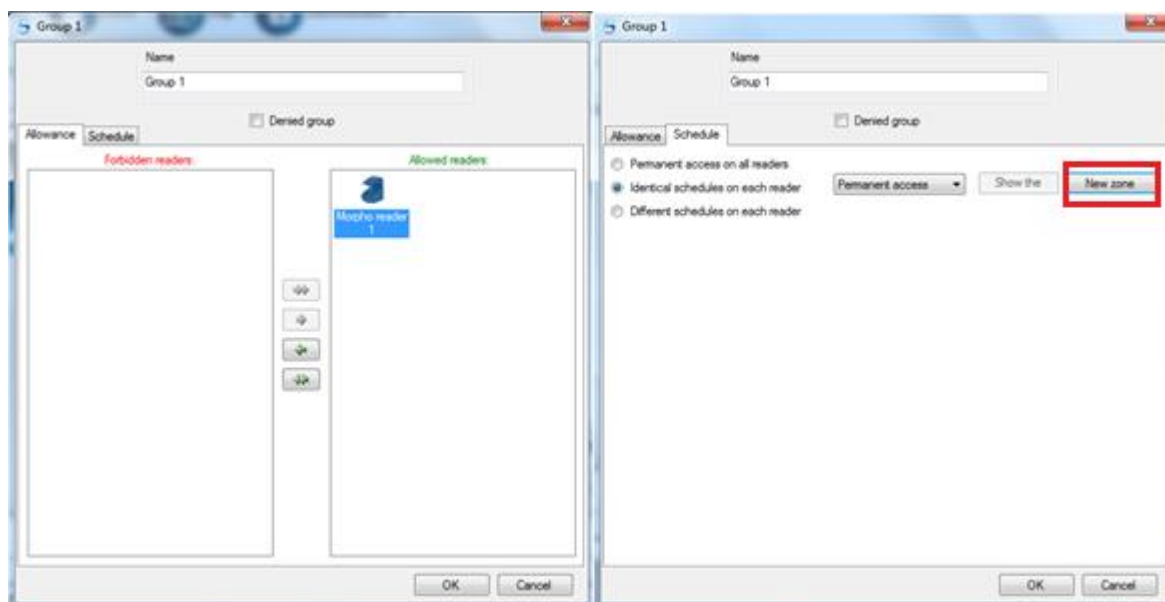 Group 1
Name
Group 1
Denied group
Allowance Schedule
Forbidden readers:
Allowed readers:
Morpho reader
1
OK Cancel
Group 1
Name
Group 1
Denied group
Allowance Schedule
Permanent access on all readers
Identical schedules on each reader
Permanent access
Show the
New zone
Different schedules on each reader
OK Cancel